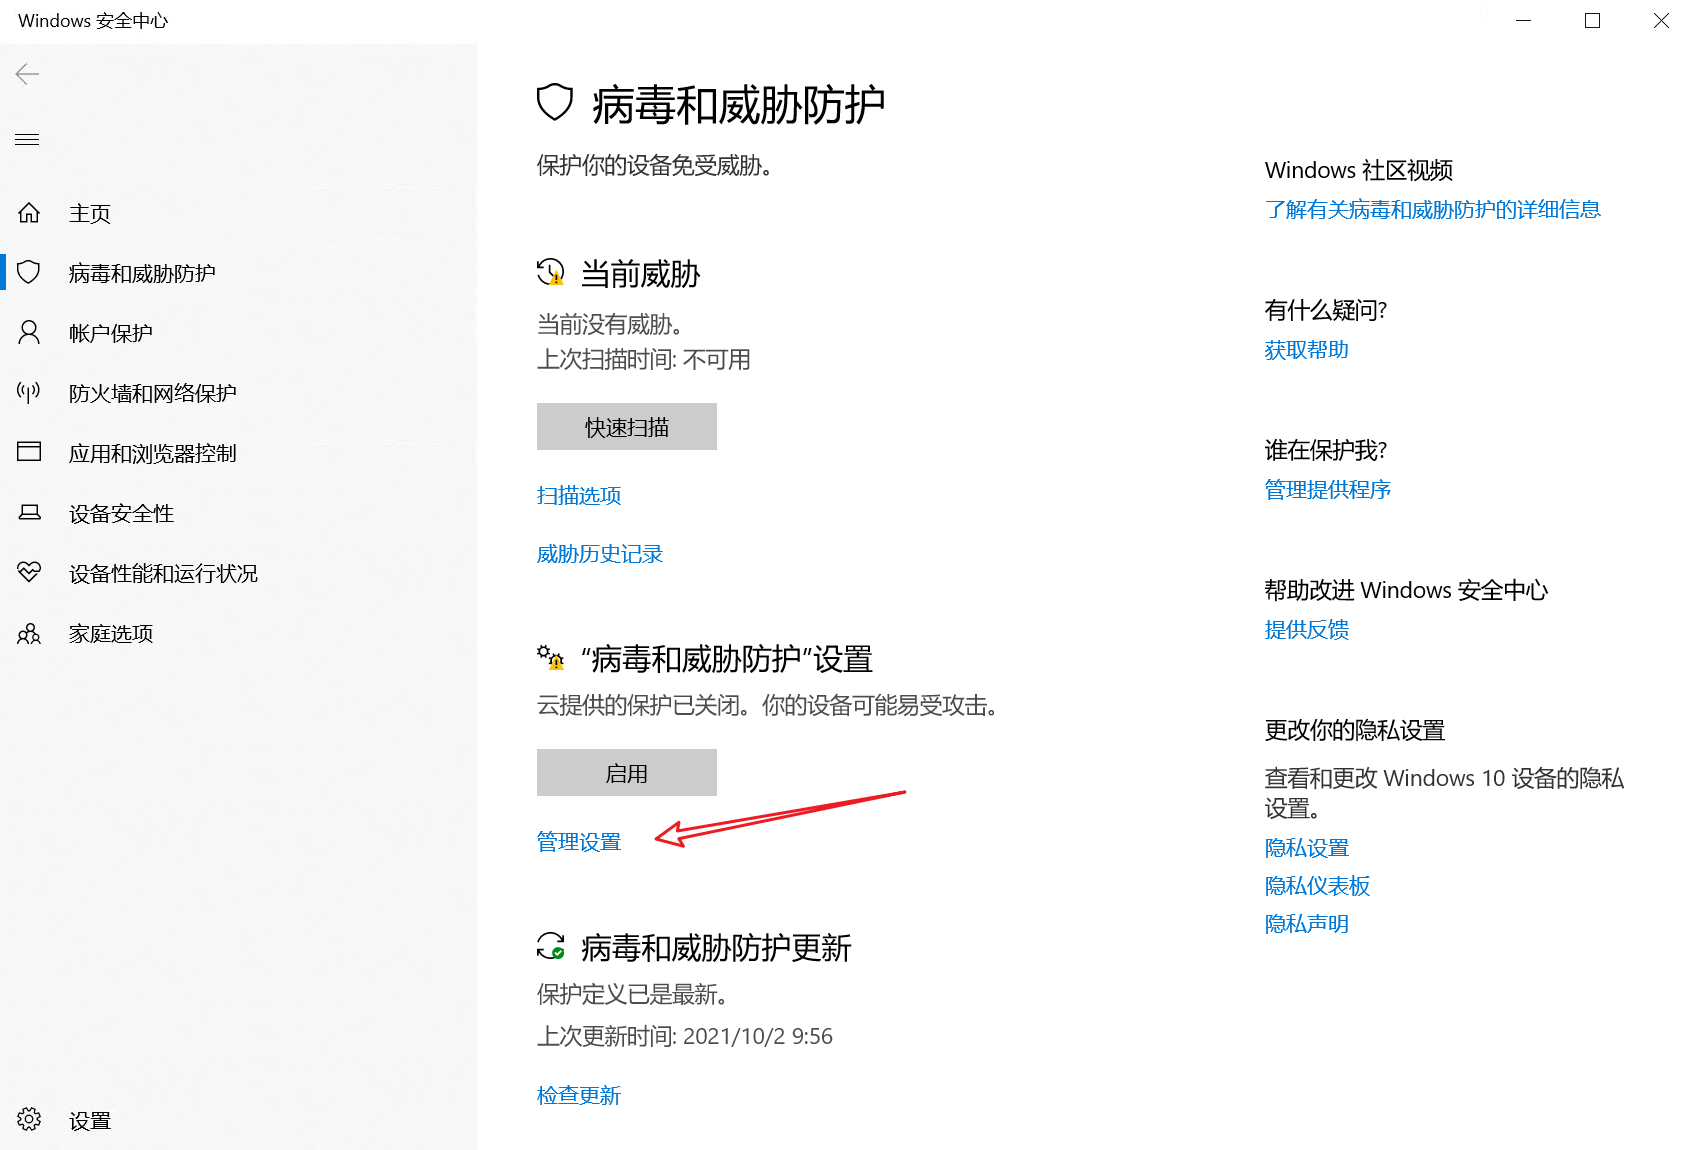 Windows 安全中心
主页
病毒和威胁防护
帐户保护
防火墙和网络保护
应用和浏览器控制
设备安全性
设备性能和运行状况
家庭选项
设置
病毒和威胁防护
保护你的设备免受威胁。
当前威胁
当前没有威胁。
上次扫描时间: 不可用
快速扫描
扫描选项
威胁历史记录
“病毒和威胁防护”设置
云提供的保护已关闭。你的设备可能易受攻击。
启用
管理设置
病毒和威胁防护更新
保护定义已是最新。
上次更新时间: 2021/10/2 9:56
检查更新
Windows 社区视频
了解有关病毒和威胁防护的详细信息
有什么疑问?
获取帮助
谁在保护我?
管理提供程序
帮助改进 Windows 安全中心
提供反馈
更改你的隐私设置
查看和更改 Windows 10 设备的隐私
设置。
隐私设置
隐私仪表板
隐私声明